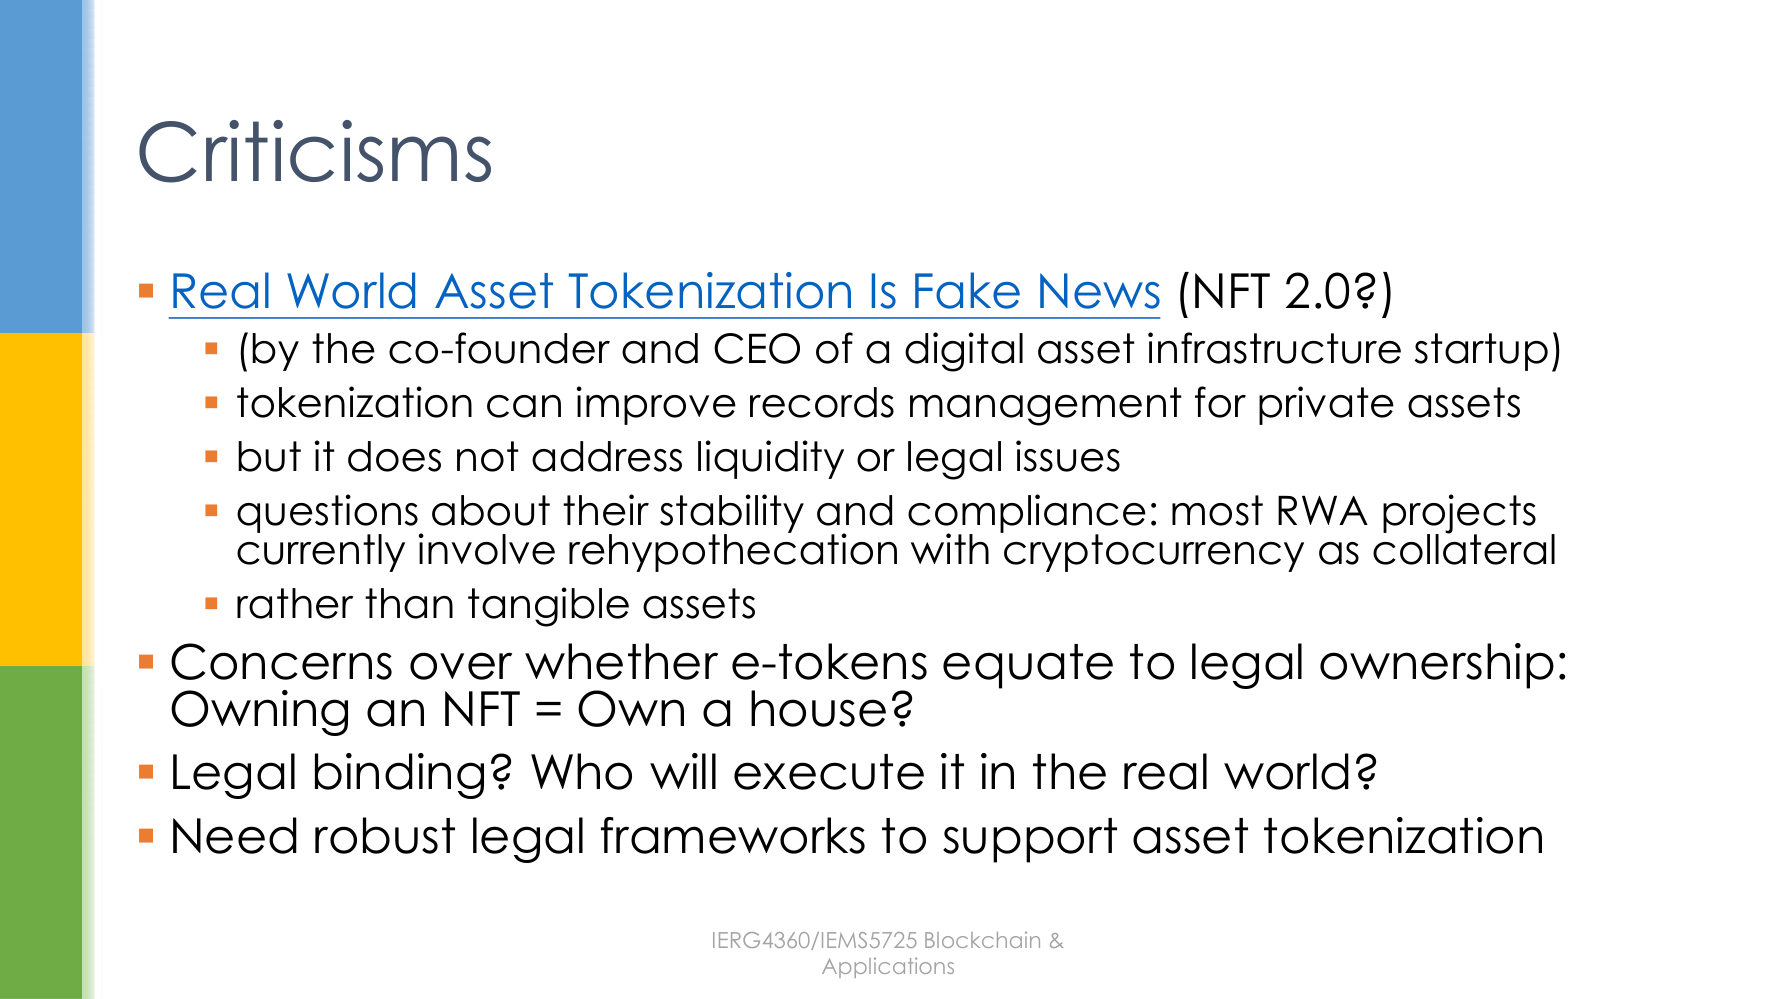 Criticisms
Real World Asset Tokenization Is Fake News (NFT 2.0?)
(by the co-founder and CEO of a digital asset infrastructure startup)
tokenization can improve records management for private assets
but it does not address liquidity or legal issues
questions about their stability and compliance: most RWA projects
currently involve rehypothecation with cryptocurrency as collateral
rather than tangible assets
Concerns over whether e-tokens equate to legal ownership:
Owning an NFT = Own a house?
Legal binding? Who will execute it in the real world?
Need robust legal frameworks to support asset tokenization
IERG4360/IEMS5725 Blockchain &
Applications